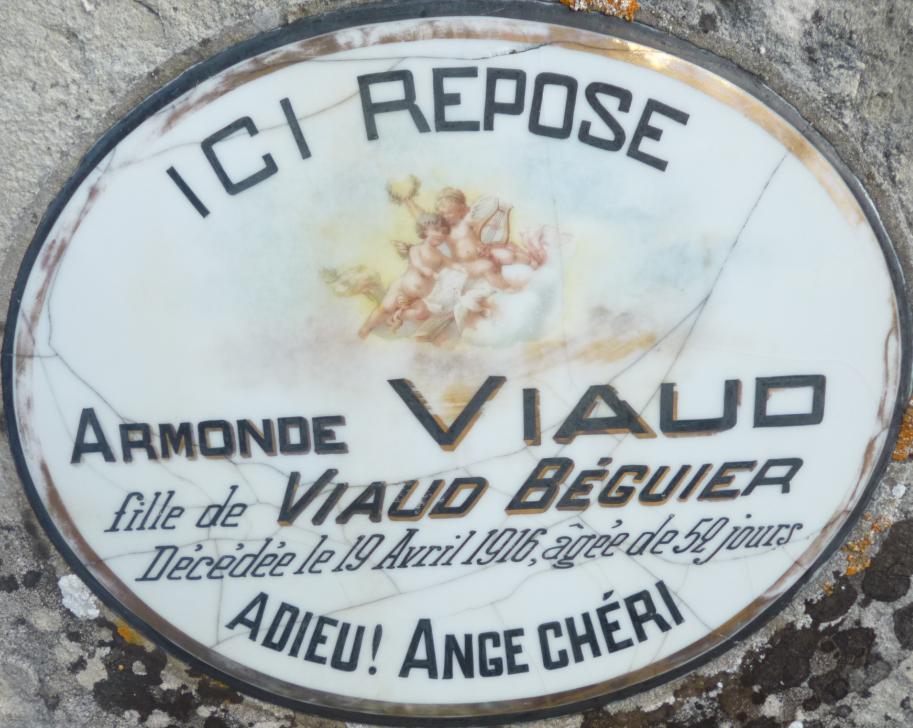 ICI REPOSE
ARMONDE VIAUD
fille de VIAUD BÉGUIER
Décédée le 19 Avril 1916, âgée de 52 jours.
ADIEU! ANGE CHÉRI